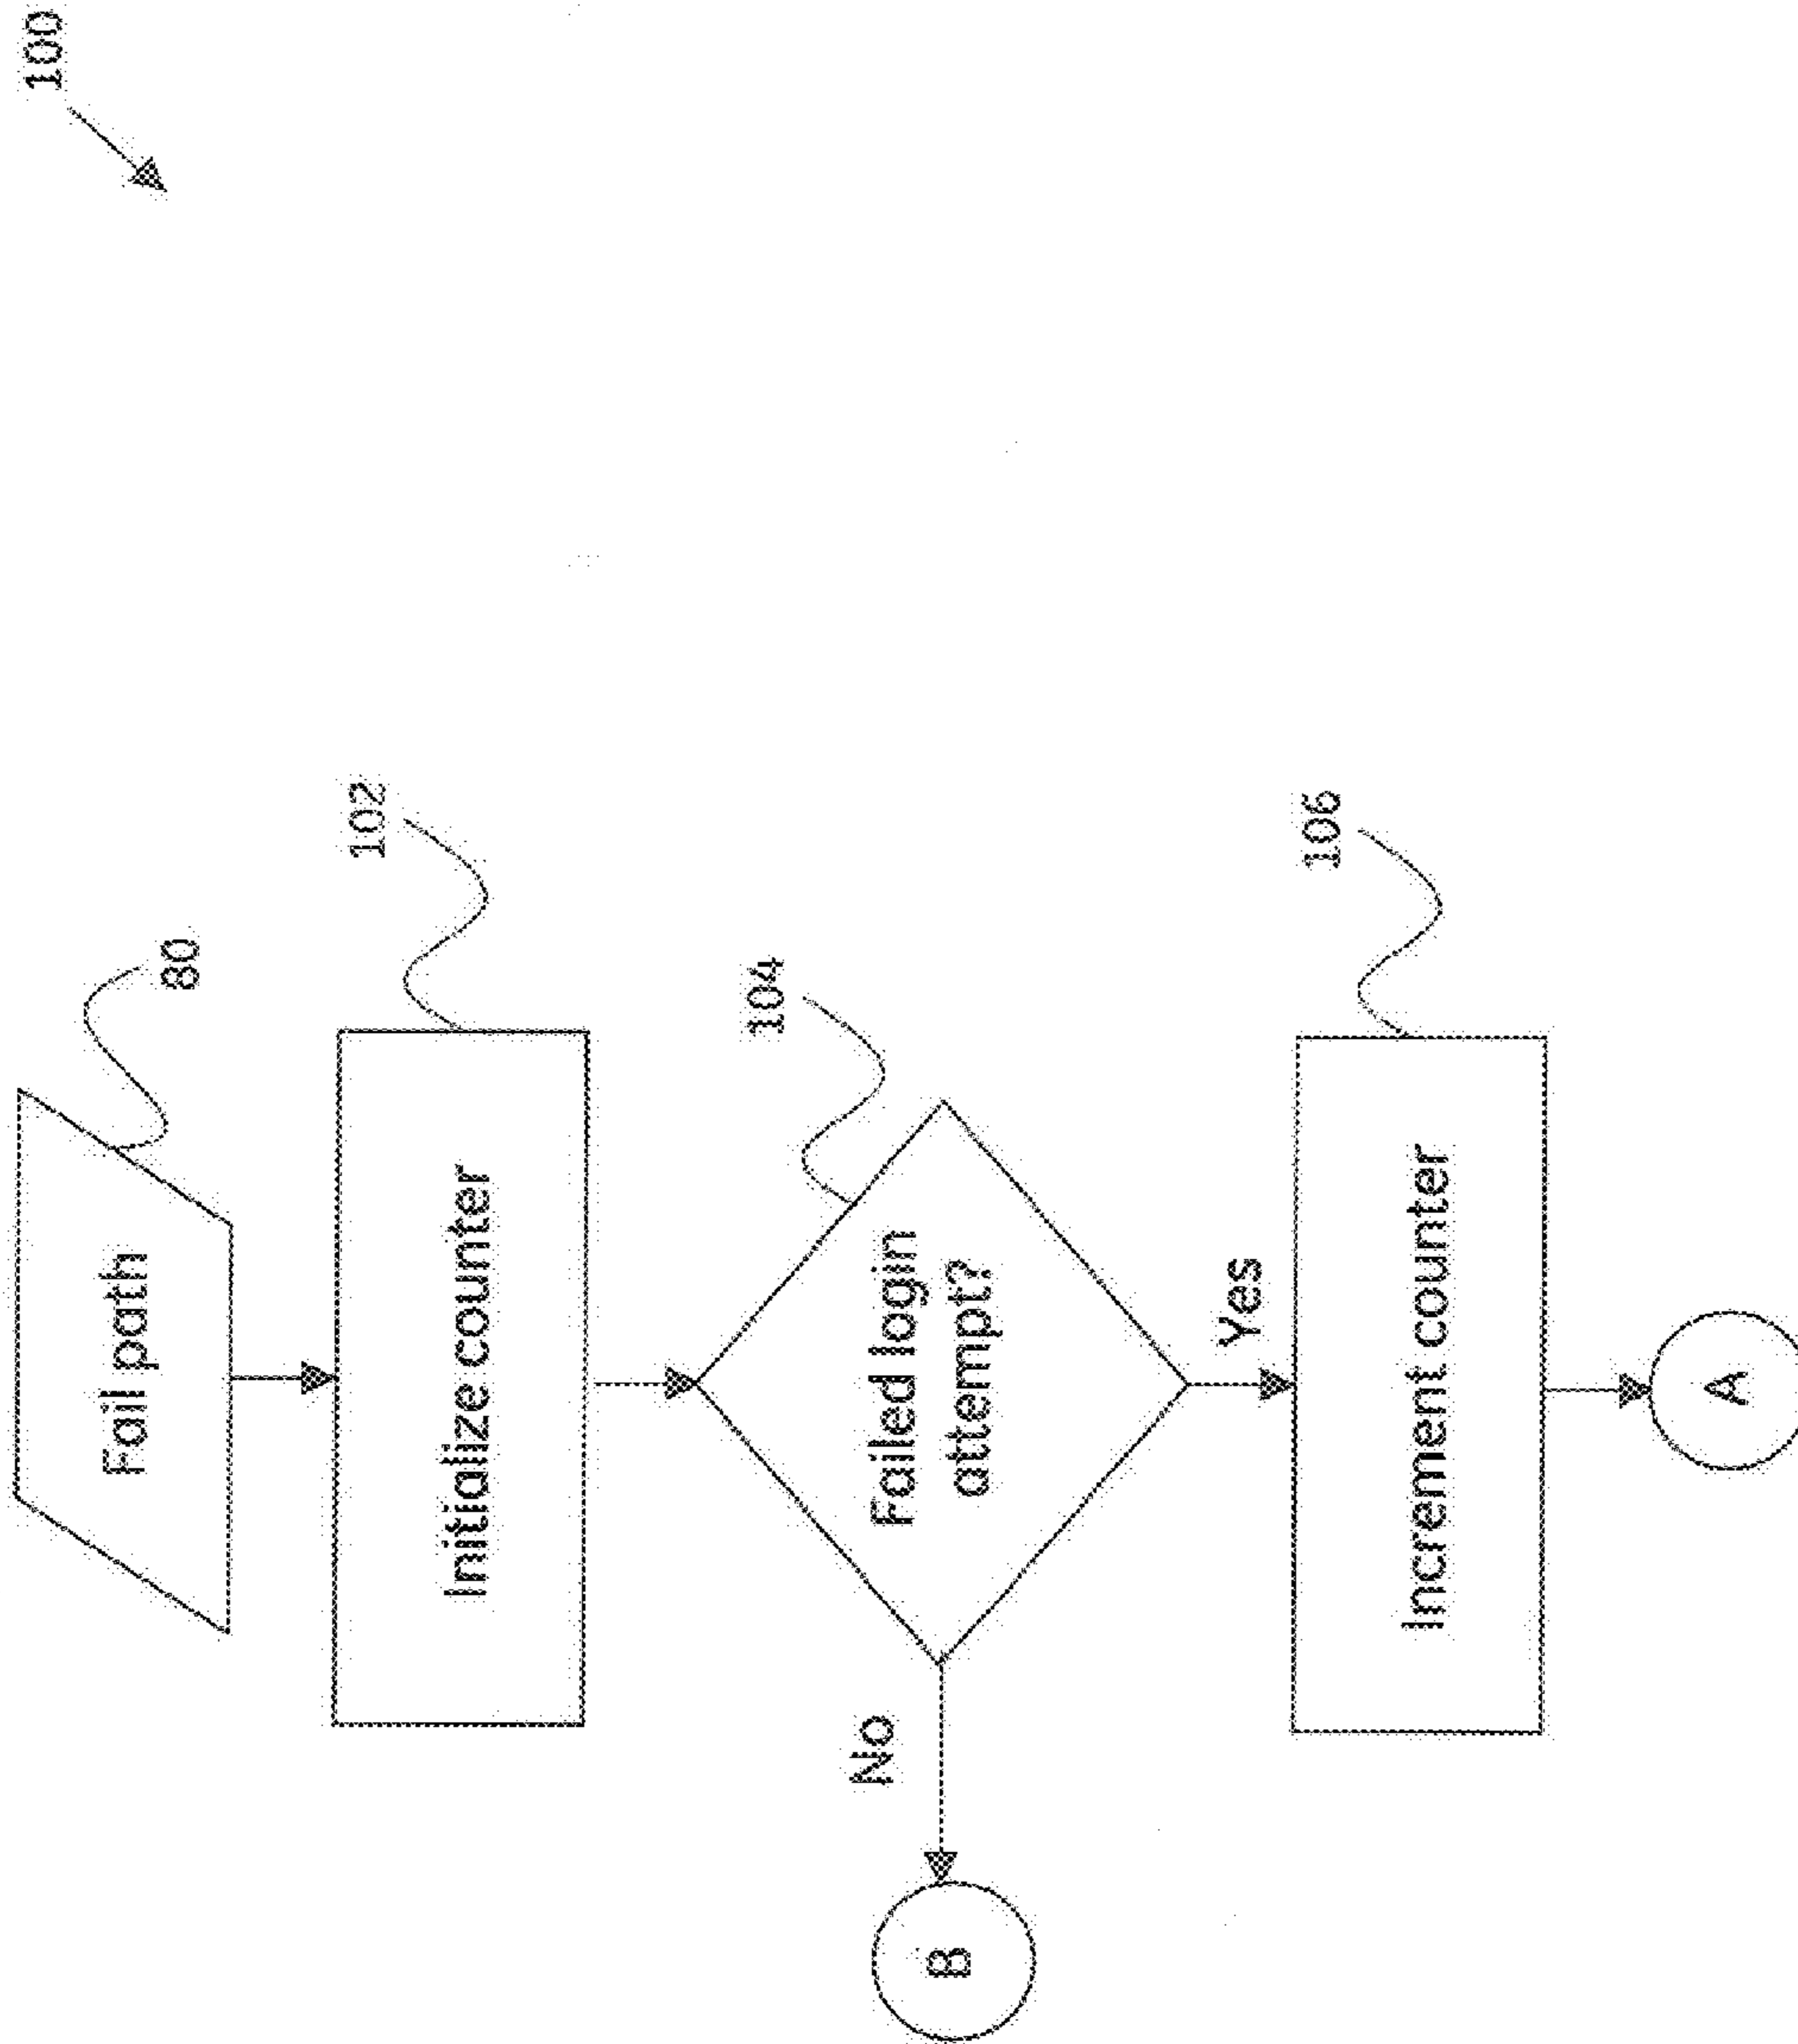 100
Fail path
80
Initialize counter
102
Failed login
attempt?
104
No
B
Yes
Increment counter
106
A